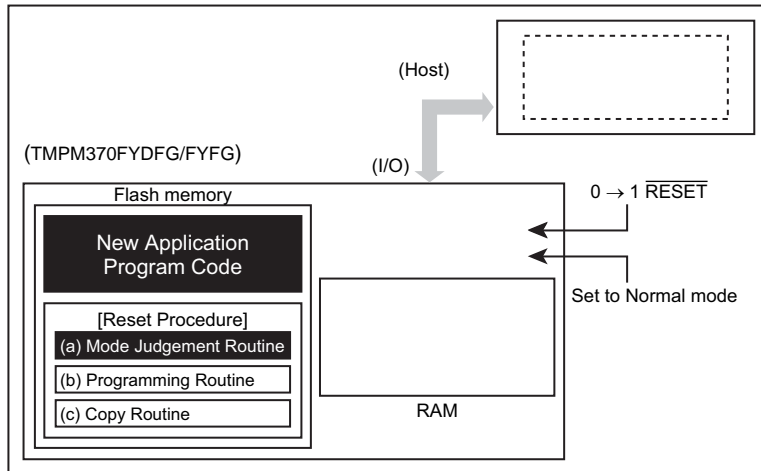 (Host)
(TMPM370FYDFG/FYFG)
(I/O)
0 → 1 RESET
Flash memory
New Application
Program Code
Set to Normal mode
[Reset Procedure]
(a) Mode Judgement Routine
(b) Programming Routine
(c) Copy Routine
RAM